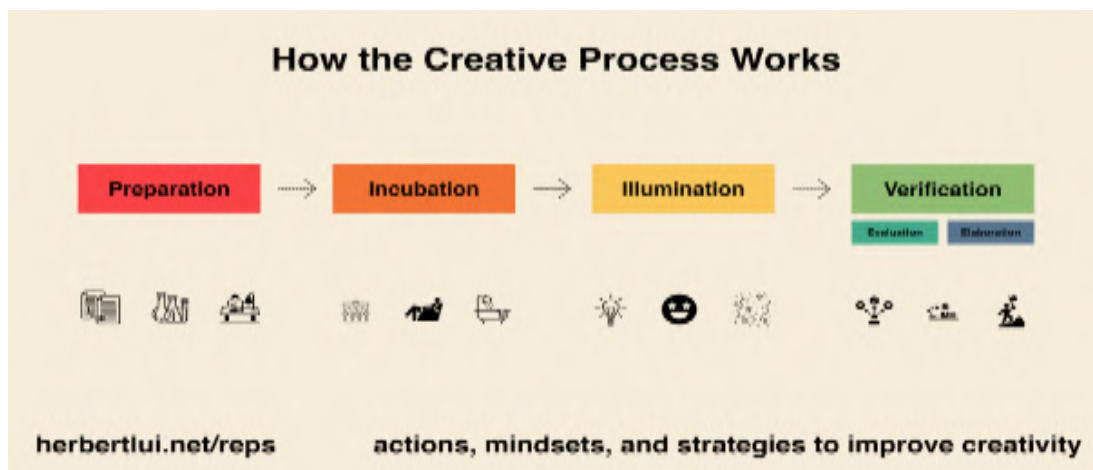 How the Creative Process Works
Preparation
Incubation
Illumination
Verification
Evaluation
Elaboration
herbertlui.net/reps
actions, mindsets, and strategies to improve creativity